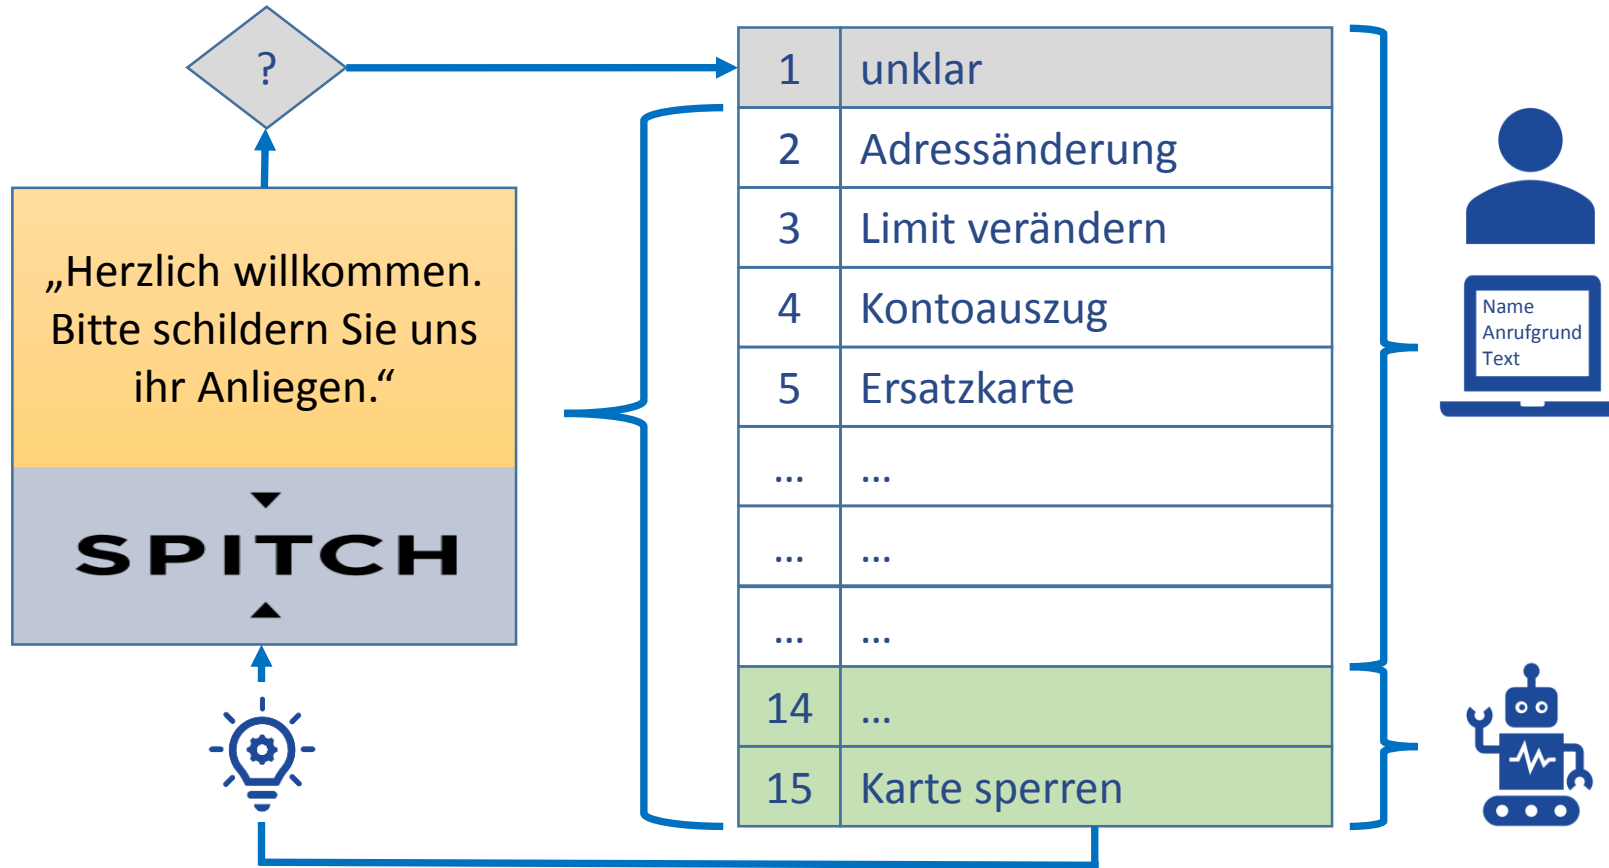 ?
„Herzlich willkommen.
Bitte schildern Sie uns
ihr Anliegen.“
SPITCH
1 unklar
2 Adressänderung
3 Limit verändern
4 Kontoauszug
5 Ersatzkarte
... ...
... ...
... ...
14 ...
15 Karte sperren
Name
Anrufgrund
Text